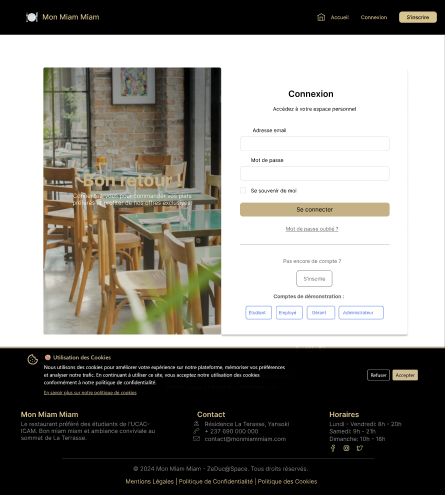 Mon Miam Miam
Accueil
Connexion
S'inscrire
Bon retour !
Connectez-vous pour commander vos plats
préférés et profiter de nos offres exclusives
Connexion
Accédez à votre espace personnel
Adresse email
Mot de passe
Se souvenir de moi
Se connecter
Mot de passe oublié ?
Pas encore de compte ?
S'inscrire
Comptes de démonstration :
Etudiant
Employé
Gérant
Administrateur
Utilisation des Cookies
Nous utilisons des cookies pour améliorer votre expérience sur notre plateforme, mémoriser vos préférences
et analyser notre trafic. En continuant à utiliser ce site, vous acceptez notre utilisation des cookies
conformément à notre politique de confidentialité.
En savoir plus sur notre politique de cookies
Refuser
Accepter
Mon Miam Miam
Le restaurant préféré des étudiants de l'UCAC-
ICAM. Bon miam miam et ambiance conviviale au
sommet de La Terrasse.
Contact
Résidence La Terasse, Yansoki
+ 237 690 000 000
contact@monmiammiam.com
Horaires
Lundi - Vendredi: 8h - 20h
Samedi: 9h - 21h
Dimanche: 10h - 18h
© 2024 Mon Miam Miam - ZeDuc@Space. Tous droits réservés.
Mentions Légales | Politique de Confidentialité | Politique des Cookies